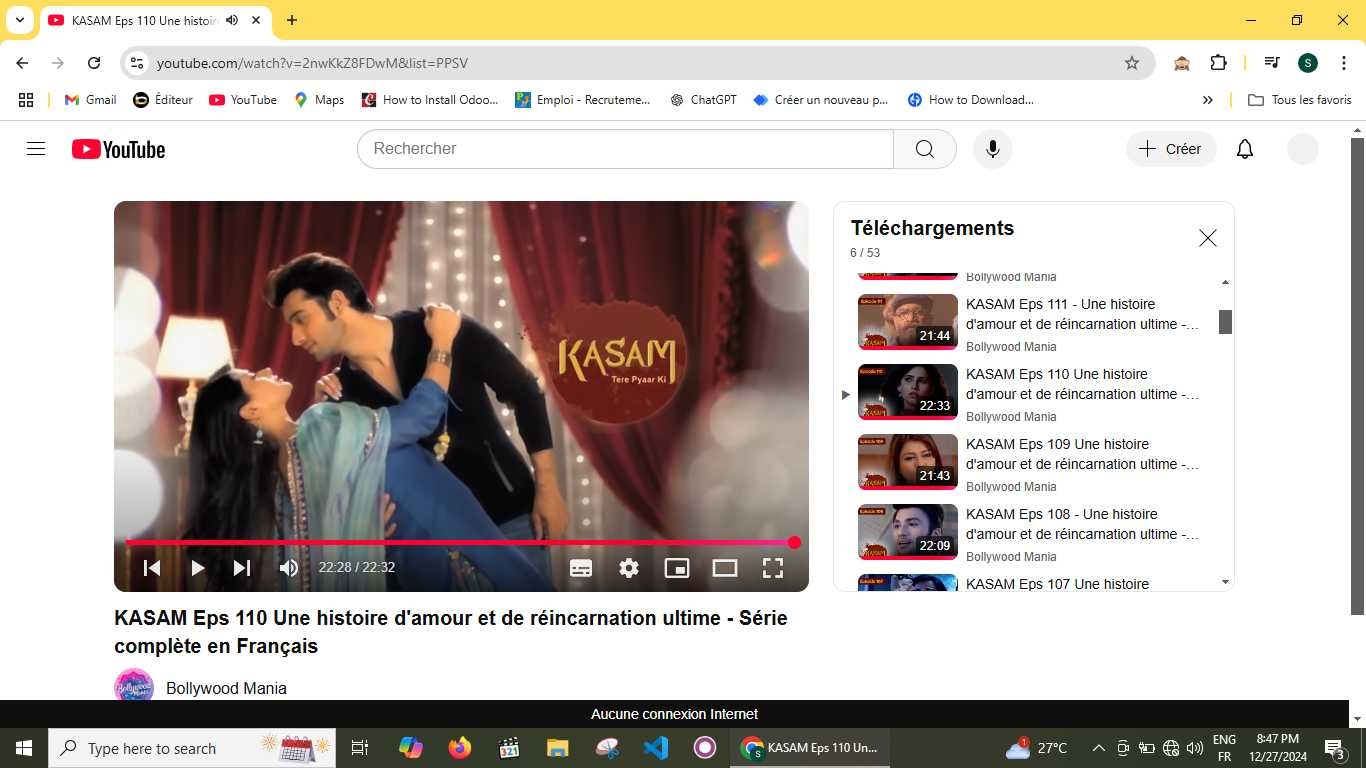 KASAM Eps 110 Une histoir
youtube.com/watch?v=2nwKkZ8FDwM&list=PPSV
S
Gmail
Éditeur
YouTube
Maps
How to Install Odoo...
Emploi - Recruteme...
ChatGPT
Créer un nouveau p...
How to Download...
Tous les favoris
YouTube
Rechercher
Créer
KASAM
Tere Pyaar Ki
22:28 / 22:32
Téléchargements
6 / 53
Bollywood Mania
KASAM Eps 111 - Une histoire
d'amour et de réincarnation ultime -...
Bollywood Mania
21:44
KASAM Eps 110 Une histoire
d'amour et de réincarnation ultime -...
Bollywood Mania
22:33
KASAM Eps 109 Une histoire
d'amour et de réincarnation ultime -...
Bollywood Mania
21:43
KASAM Eps 108 - Une histoire
d'amour et de réincarnation ultime -...
Bollywood Mania
22:09
KASAM Eps 107 Une histoire
KASAM Eps 110 Une histoire d'amour et de réincarnation ultime - Série
complète en Français
Bollywood Mania
Aucune connexion Internet
Type here to search
KASAM Eps 110 Un...
27°C
ENG
FR
8:47 PM
12/27/2024
3